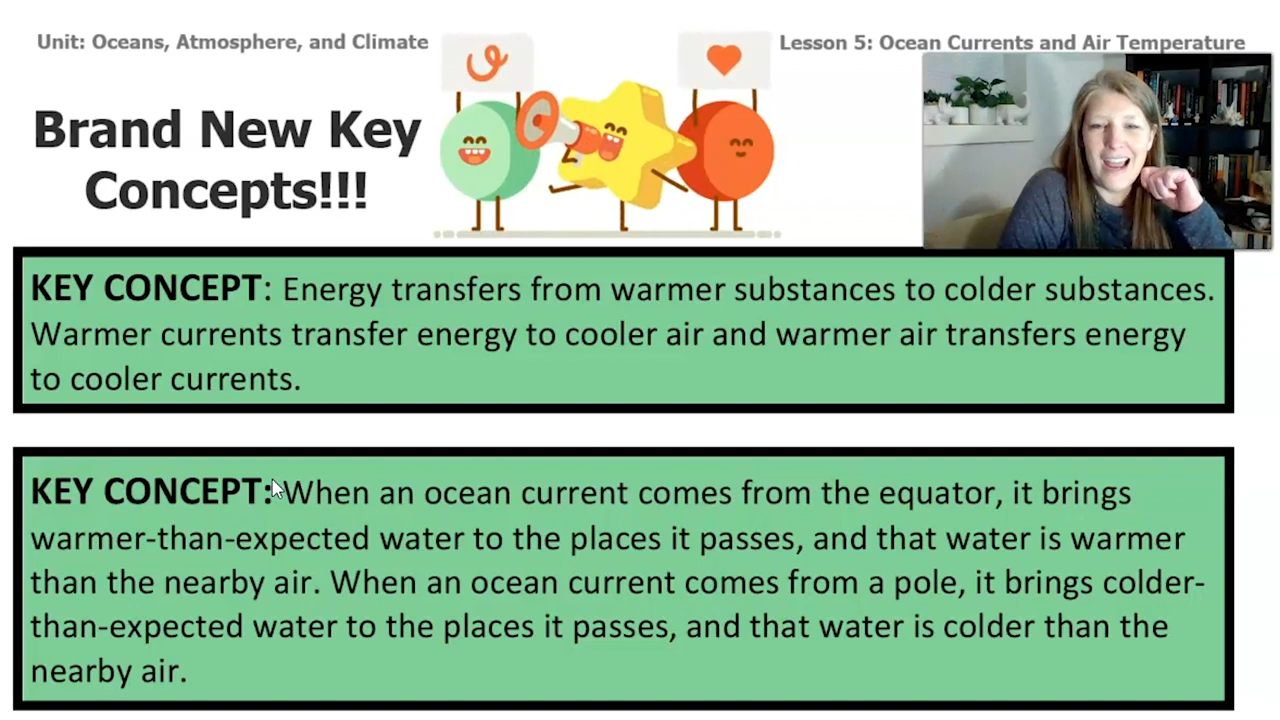 Unit: Oceans, Atmosphere, and Climate
Lesson 5: Ocean Currents and Air Temperature
Brand New Key
Concepts!!!
KEY CONCEPT: Energy transfers from warmer substances to colder substances.
Warmer currents transfer energy to cooler air and warmer air transfers energy
to cooler currents.
KEY CONCEPT: When an ocean current comes from the equator, it brings
warmer-than-expected water to the places it passes, and that water is warmer
than the nearby air. When an ocean current comes from a pole, it brings colder-
than-expected water to the places it passes, and that water is colder than the
nearby air.